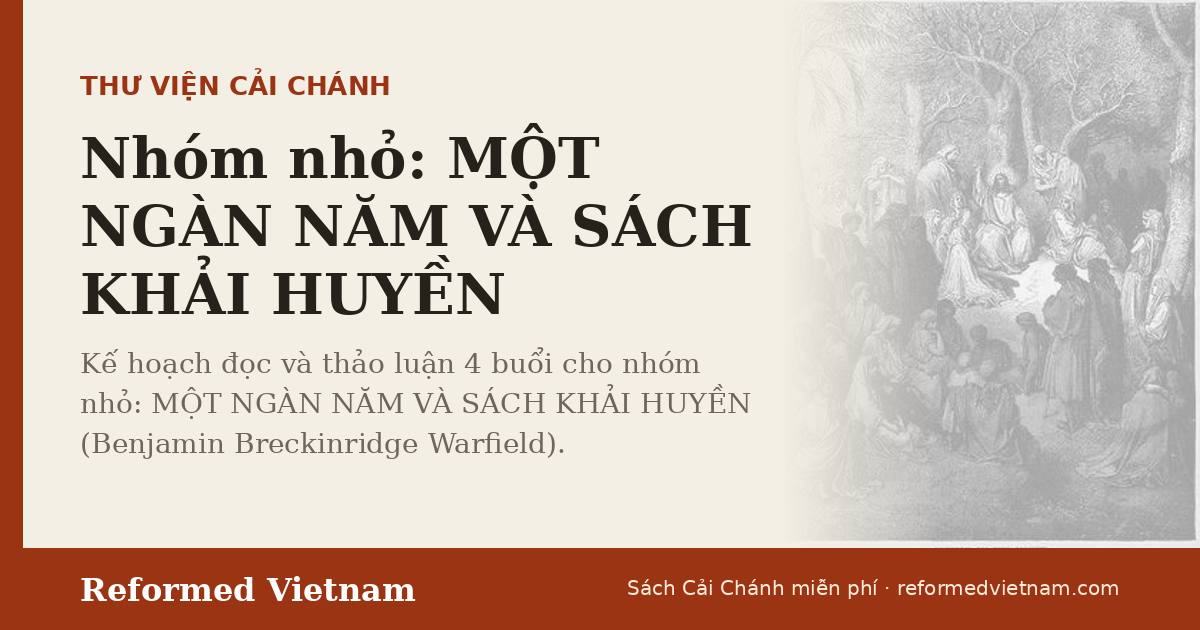 THƯ VIỆN CẢI CHÁNH
Nhóm nhỏ: MỘT
NGÀN NĂM VÀ SÁCH
KHẢI HUYỀN
Kế hoạch đọc và thảo luận 4 buổi cho nhóm
nhỏ: MỘT NGÀN NĂM VÀ SÁCH KHẢI HUYỀN
(Benjamin Breckinridge Warfield).
Reformed Vietnam
Sách Cải Chánh miễn phí · reformedvietnam.com